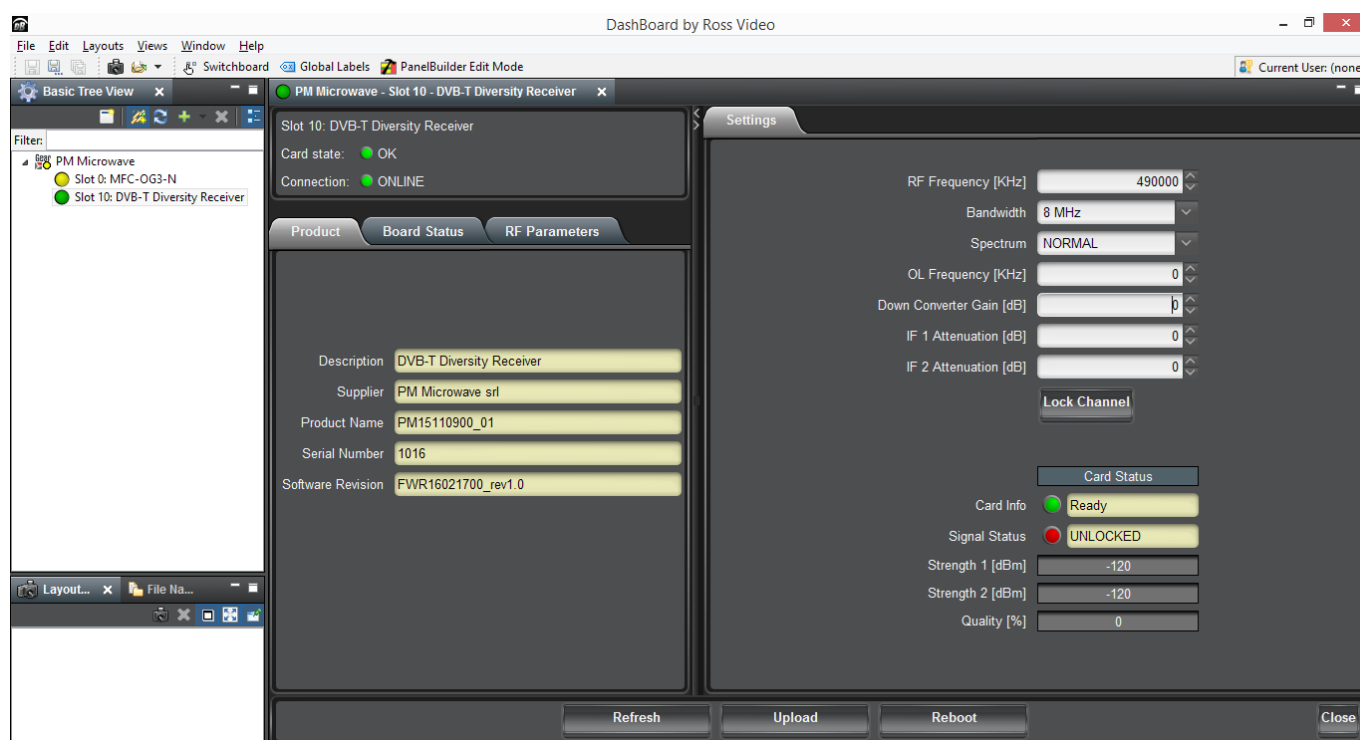 DashBoard by Ross Video
File Edit Layouts Views Window Help
Switchboard Global Labels PanelBuilder Edit Mode
Current User: (none
Basic Tree View
Filter:
PM Microwave
Slot 0: MFC-OG3-N
Slot 10: DVB-T Diversity Receiver
Layout...
File Na...
PM Microwave - Slot 10 - DVB-T Diversity Receiver
Slot 10: DVB-T Diversity Receiver
Card state: OK
Connection: ONLINE
Product Board Status RF Parameters
Description DVB-T Diversity Receiver
Supplier PM Microwave srl
Product Name PM15110900_01
Serial Number 1016
Software Revision FWR16021700_rev1.0
Settings
RF Frequency [KHz] 490000
Bandwidth 8 MHz
Spectrum NORMAL
OL Frequency [KHz] 0
Down Converter Gain [dB] 0
IF 1 Attenuation [dB] 0
IF 2 Attenuation [dB] 0
Lock Channel
Card Status
Card Info Ready
Signal Status UNLOCKED
Strength 1 [dBm] -120
Strength 2 [dBm] -120
Quality [%] 0
Refresh Upload Reboot Close